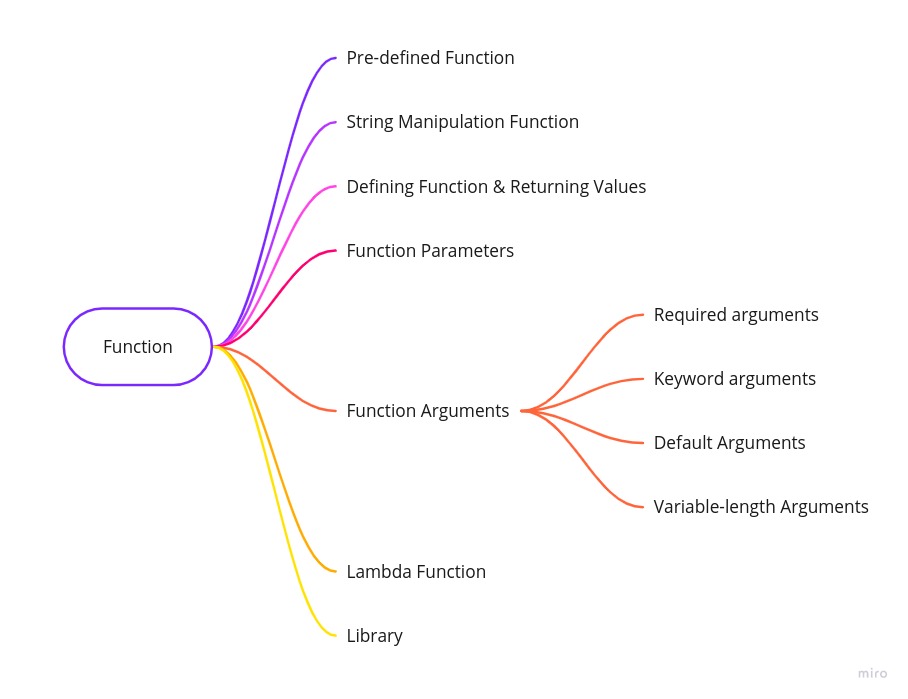 Pre-defined Function
String Manipulation Function
Defining Function & Returning Values
Function Parameters
Function
Function Arguments
Required arguments
Keyword arguments
Default Arguments
Variable-length Arguments
Lambda Function
Library
miro